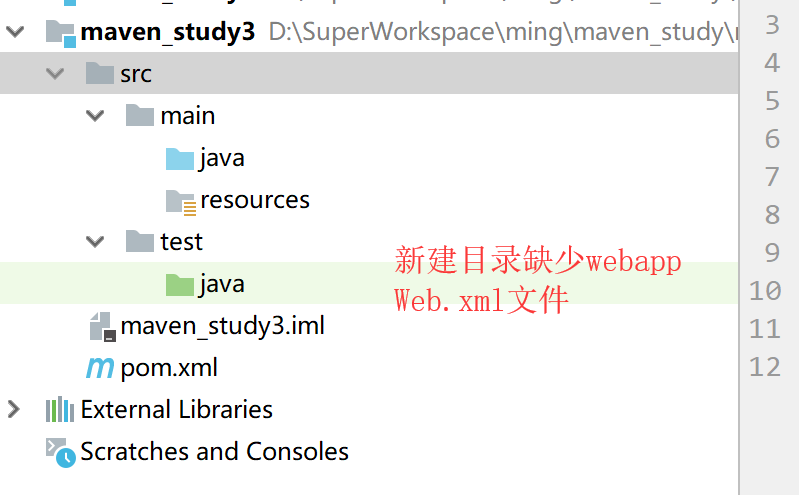 maven_study3 D:\SuperWorkspace\ming\maven_study\
src
main
java
resources
test
java
maven_study3.iml
pom.xml
External Libraries
Scratches and Consoles
新建目录缺少webapp
Web.xml文件
3
4
5
6
7
8
9
10
11
12